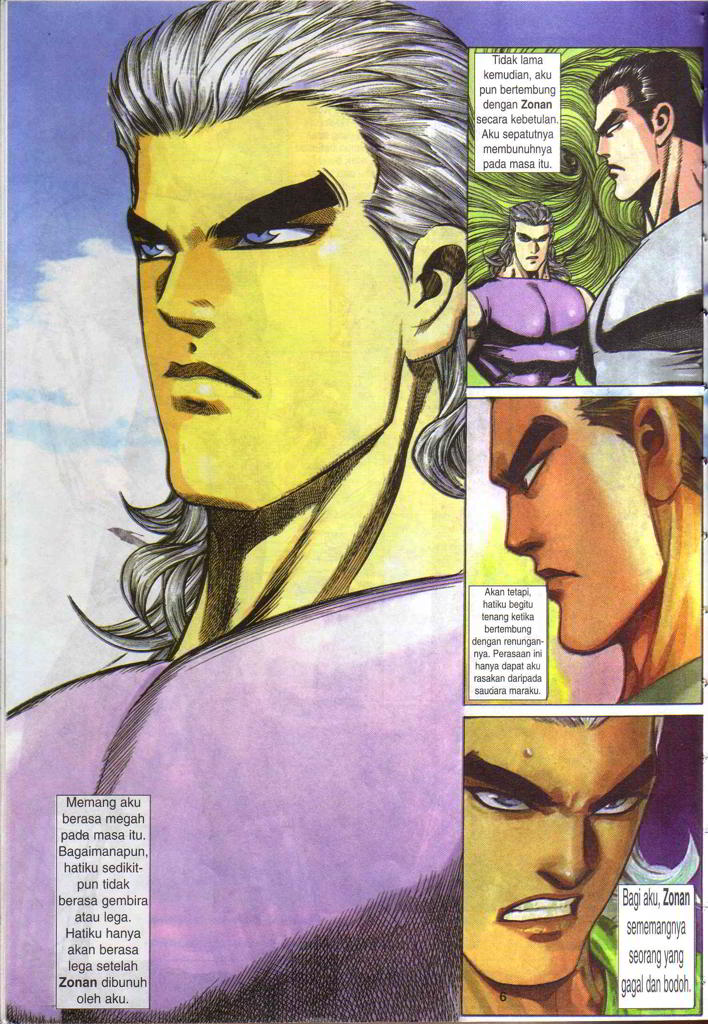 Memang aku
berasa megah
pada masa itu.
Bagaimanapun,
hatiku sedikit-
pun tidak
berasa gembira
atau lega.
Hatiku hanya
akan berasa
lega setelah
Zonan dibunuh
oleh aku.
Tidak lama
kemudian, aku
pun bertembung
dengan Zonan
secara kebetulan.
Aku sepatutnya
membunuhnya
pada masa itu.
Akan tetapi,
hatiku begitu
tenang ketika
bertembung
dengan renungan-
nya. Perasaan ini
hanya dapat aku
rasakan daripada
saudara maraku.
Bagi aku, Zonan
sememangnya
seorang yang
gagal dan bodoh.
6